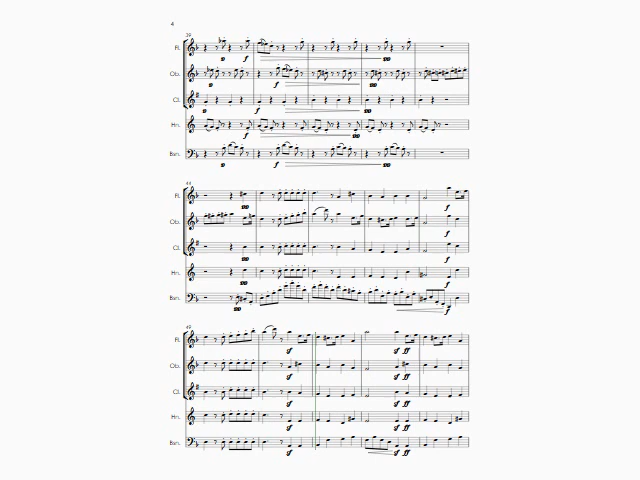 4
39
Fl.
Ob.
Cl.
Hn.
Bsn.
44
Fl.
Ob.
Cl.
Hn.
Bsn.
49
Fl.
Ob.
Cl.
Hn.
Bsn.